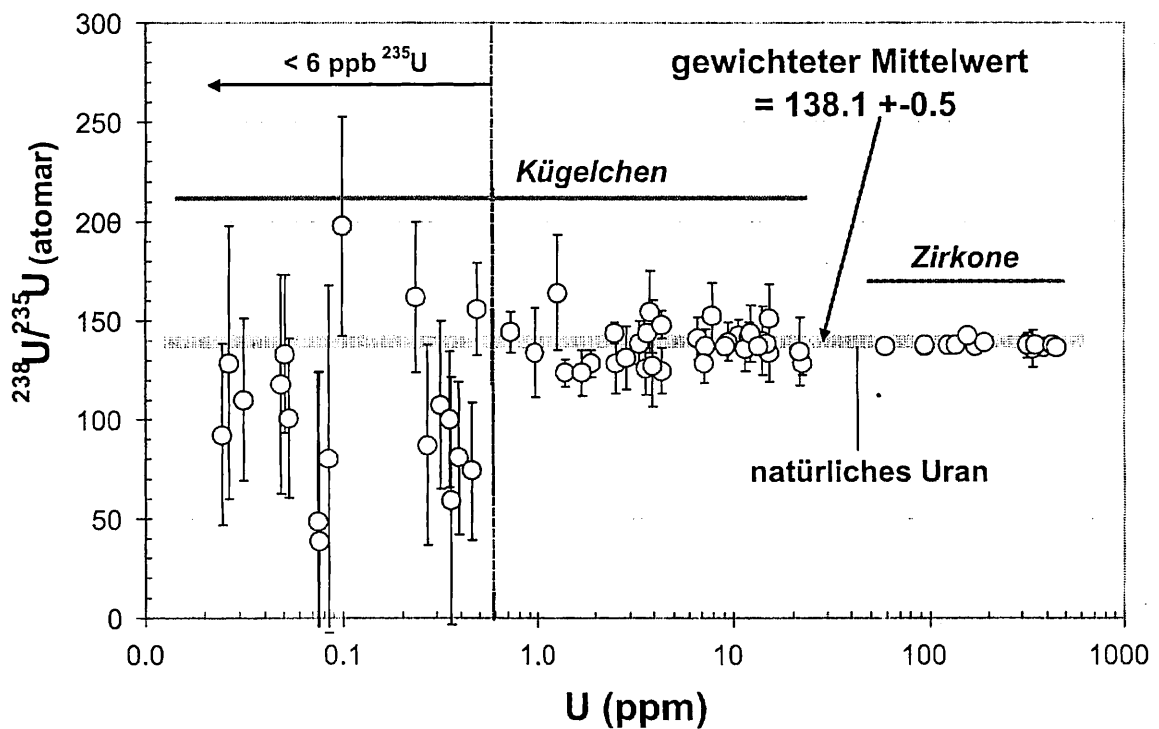 300
250
200
150
100
50
0
238U/235U (atomar)
< 6 ppb 235U
gewichteter Mittelwert
= 138.1 +-0.5
Kügelchen
Zirkone
natürliches Uran
0.0 0.1 1.0 10 100 1000
U (ppm)